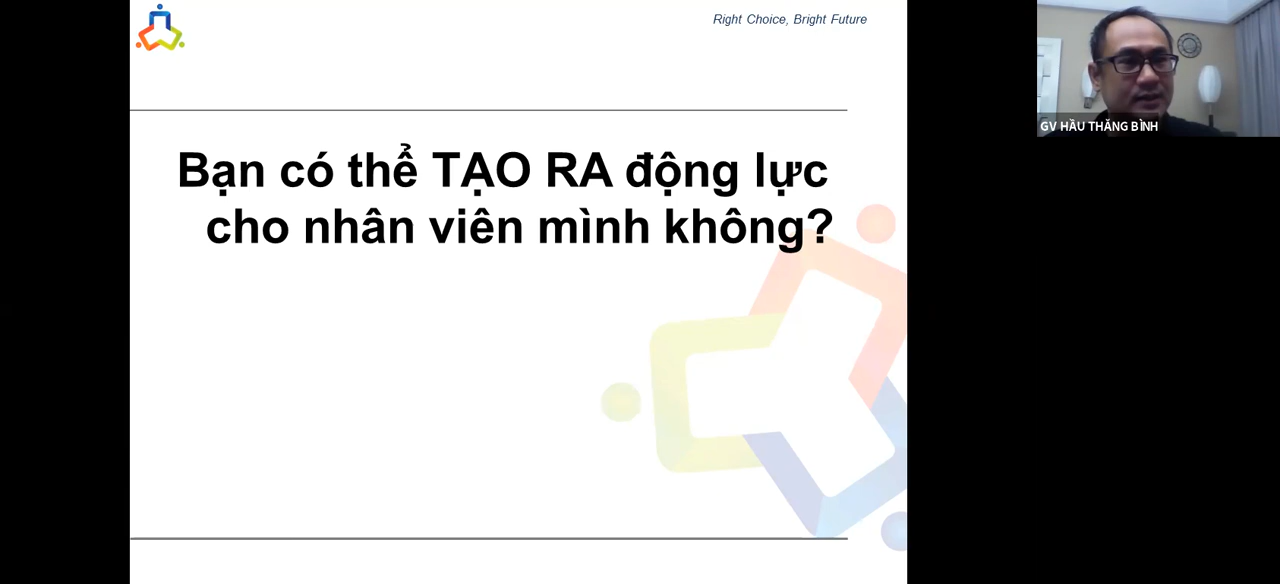 Right Choice, Bright Future
Bạn có thể TẠO RA động lực
cho nhân viên mình không?
GV HẦU THĂNG BÌNH